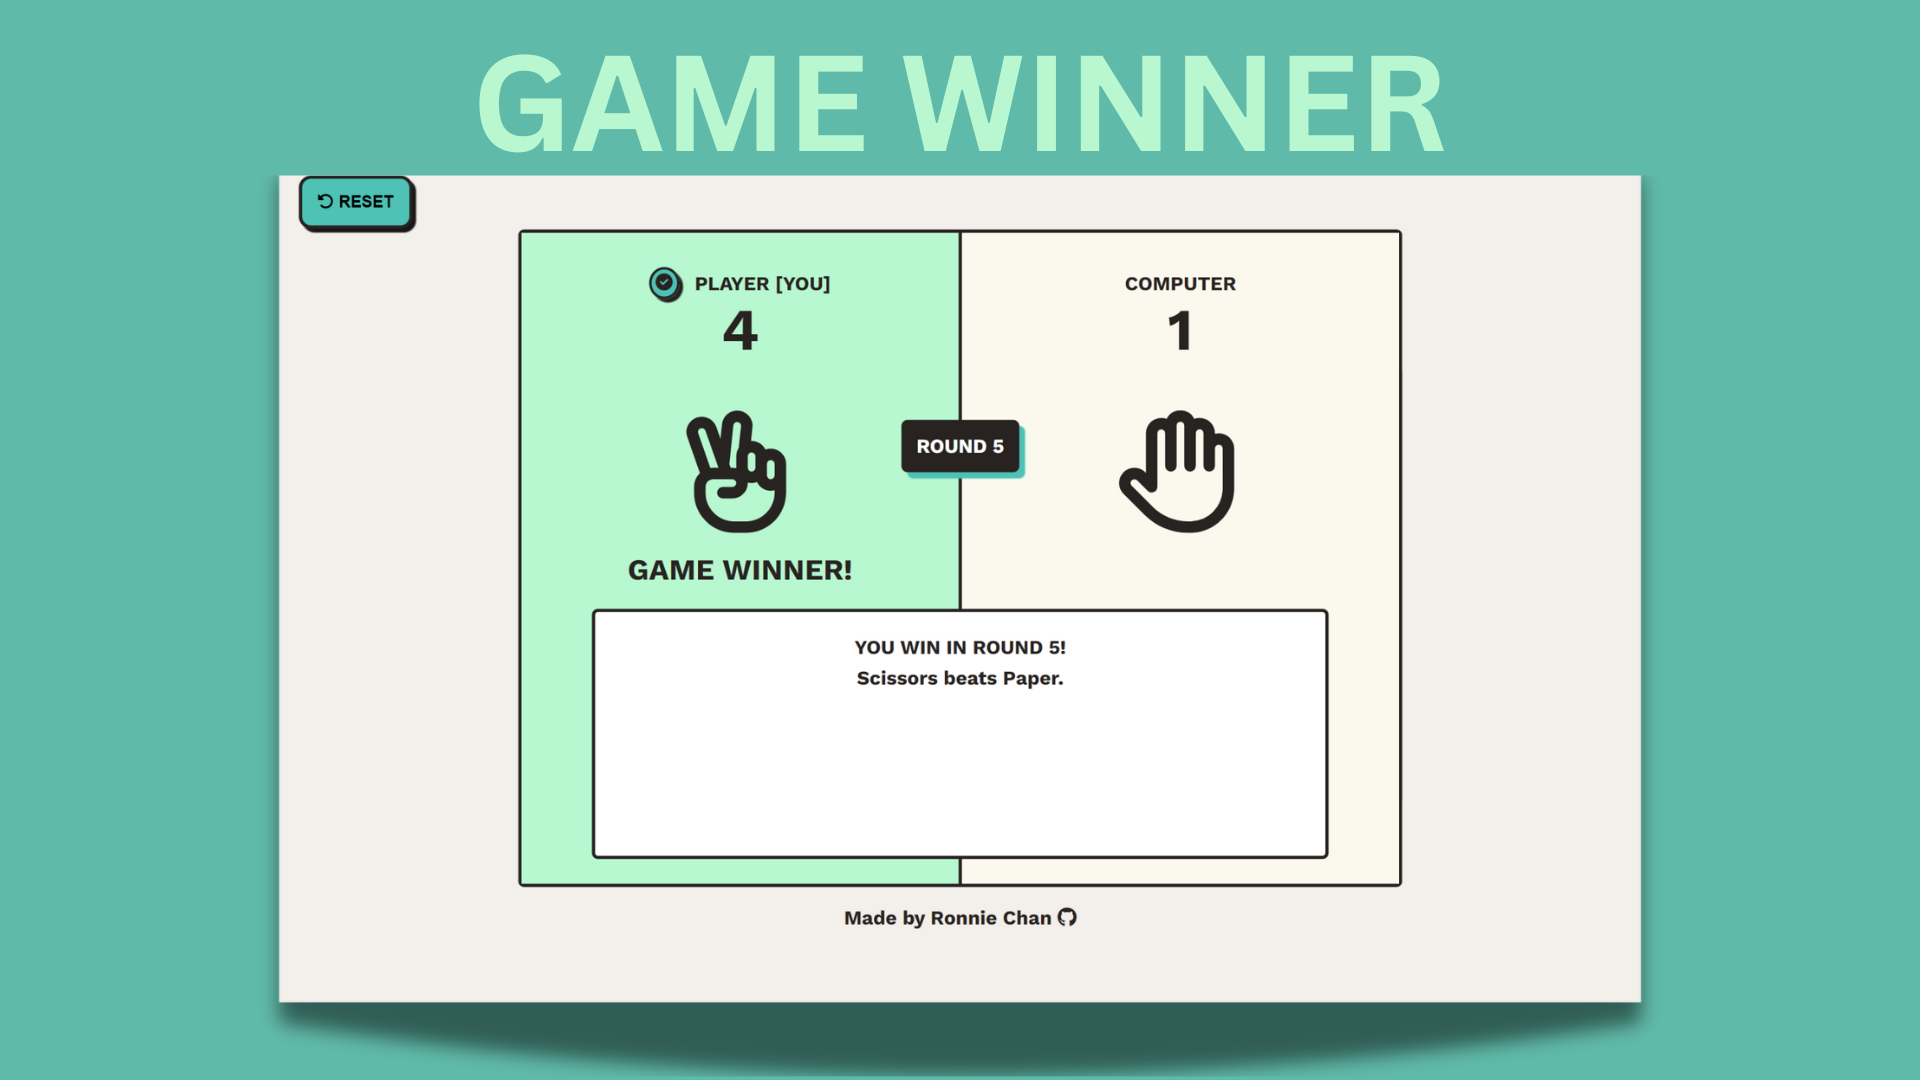 GAME WINNER
RESET
PLAYER [YOU]
4
COMPUTER
1
ROUND 5
GAME WINNER!
YOU WIN IN ROUND 5!
Scissors beats Paper.
Made by Ronnie Chan